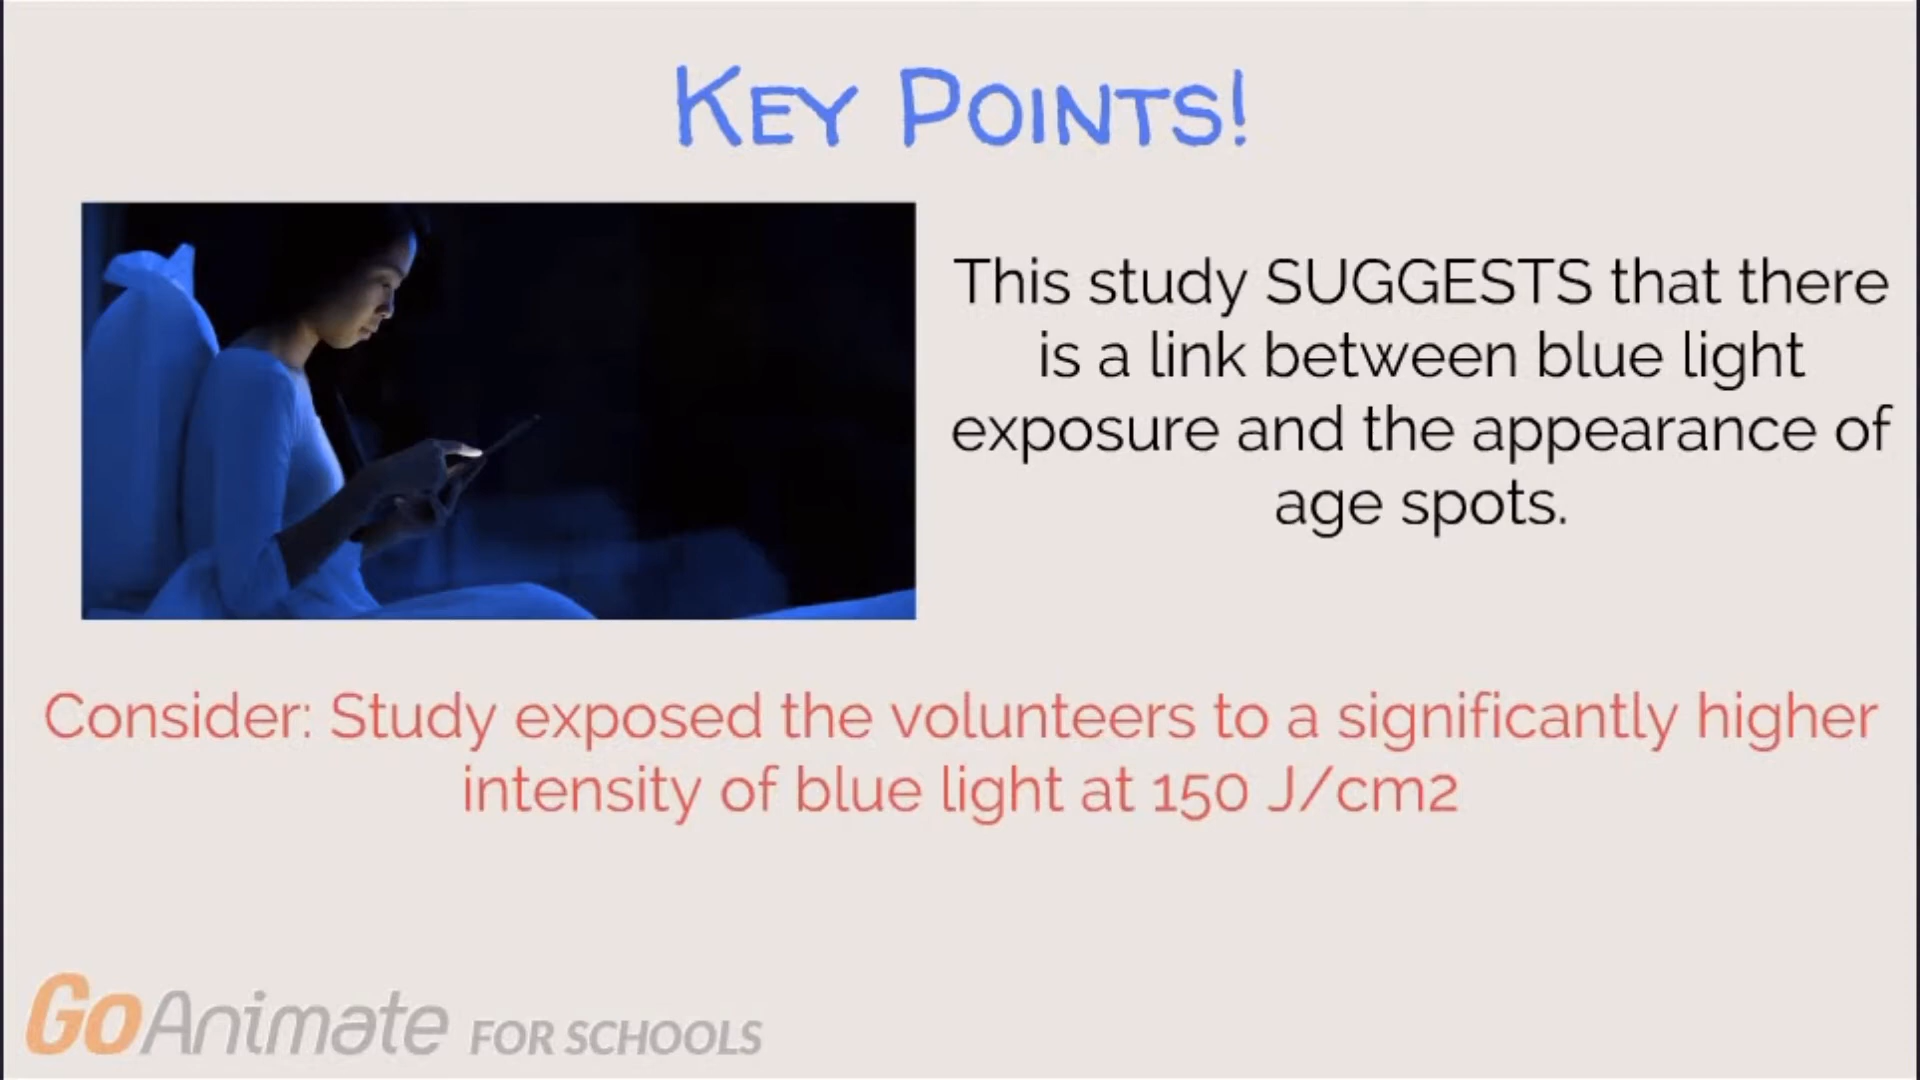 KEY POINTS!
This study SUGGESTS that there
is a link between blue light
exposure and the appearance of
age spots.
Consider: Study exposed the volunteers to a significantly higher
intensity of blue light at 150 J/cm2
GoAnimate FOR SCHOOLS